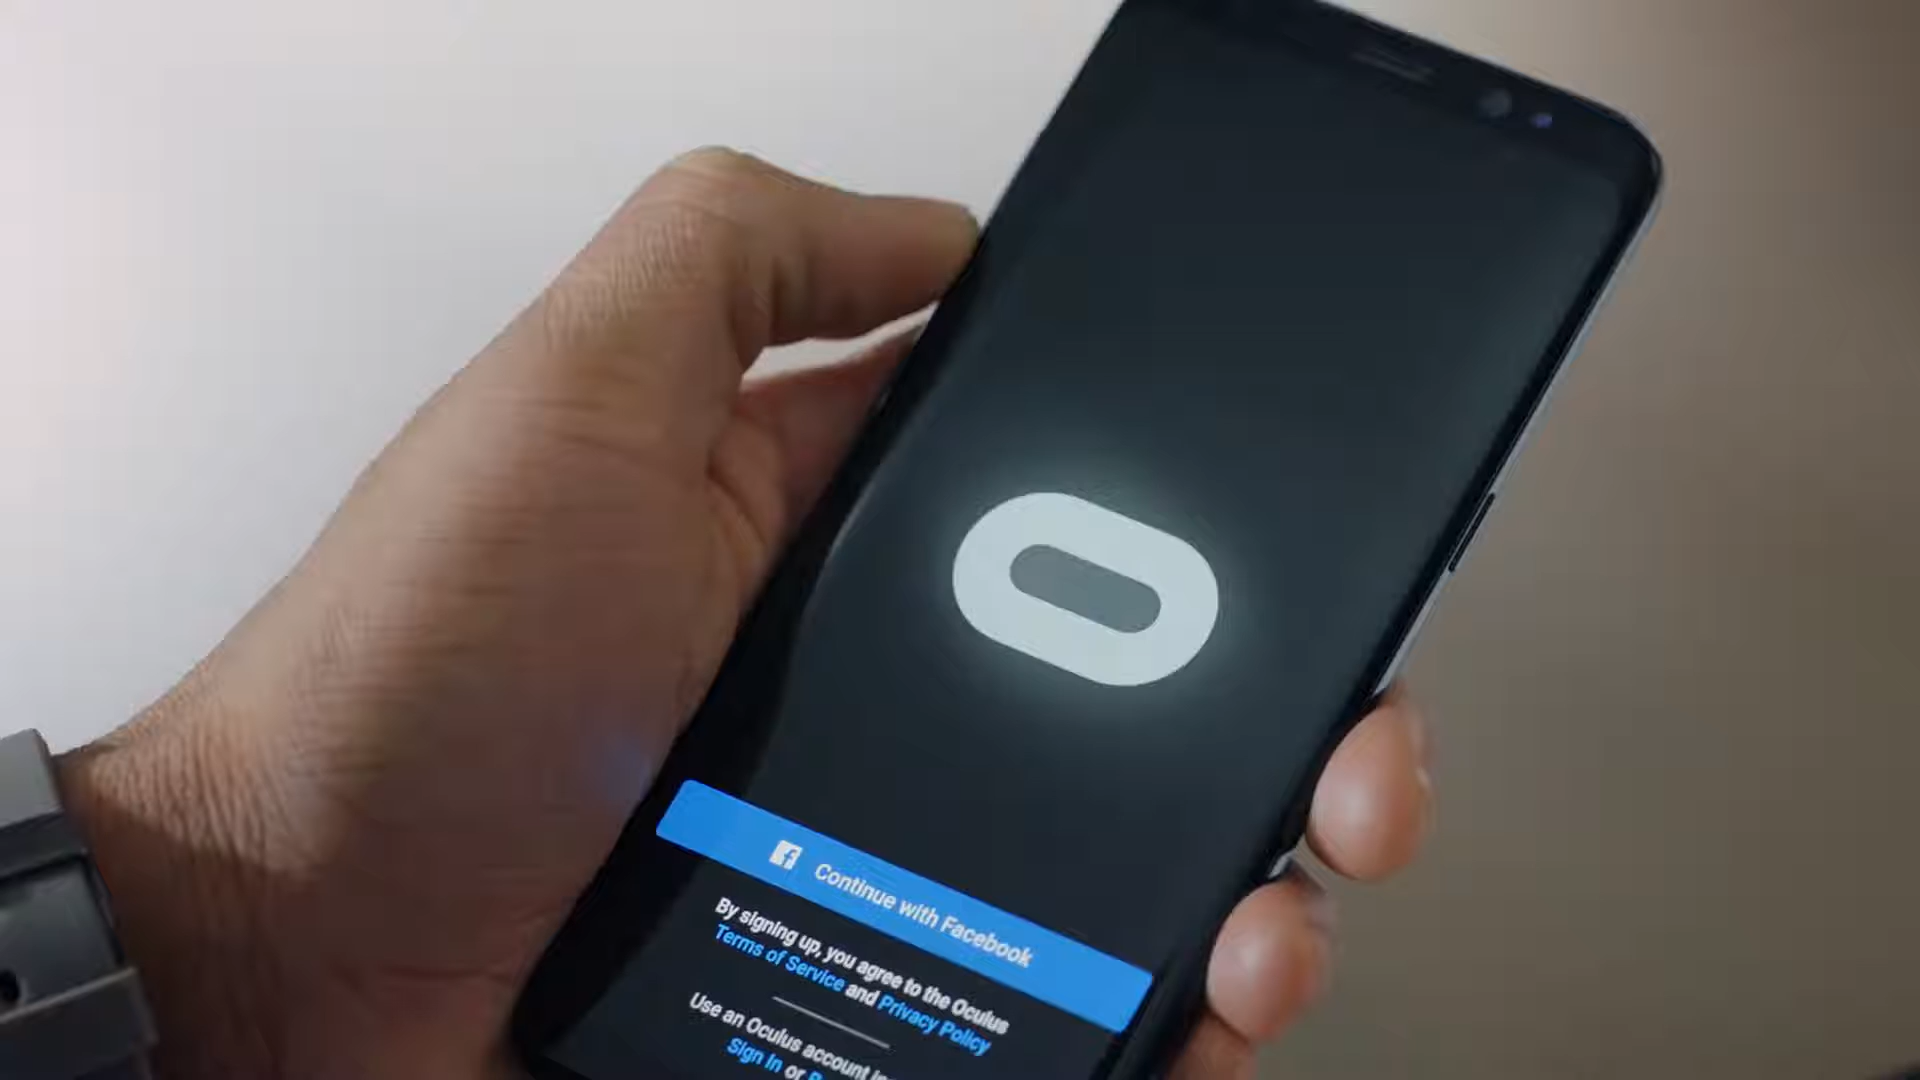 Continue with Facebook
By signing up, you agree to the Oculus
Terms of Service and Privacy Policy
Use an Oculus account
Sign In or